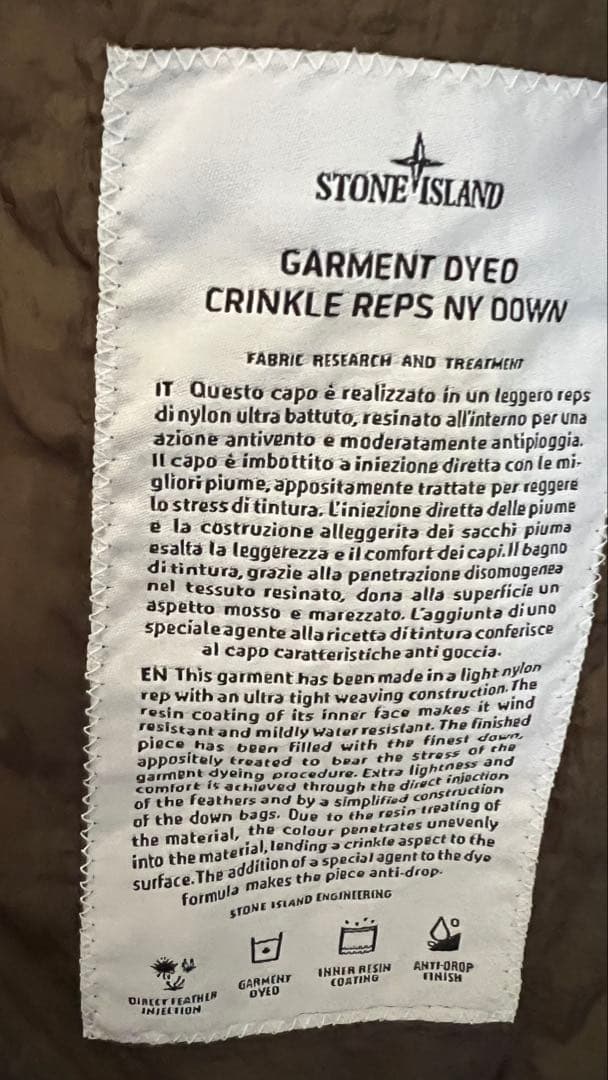 STONE ISLAND
GARMENT DYED
CRINKLE REPS NY DOWN
FABRIC RESEARCH AND TREATMENT
IT Questo capo è realizzato in un leggero reps
di nylon ultra battuto, resinato all'interno per una
azione antivento e moderatamente antipioggia.
Il capo è imbottito a iniezione diretta con le mi-
gliori piume, appositamente trattate per reggere
lo stress di tintura. L'iniezione diretta delle piume
e la costruzione alleggerita dei sacchi piuma
esalta la leggerezza e il comfort dei capi. Il bagno
di tintura, grazie alla penetrazione disomogenea
nel tessuto resinato, dona alla superficie un
aspetto mosso e marezzato. L'aggiunta di uno
speciale agente alla ricetta di tintura conferisce
al capo caratteristiche anti goccia.
EN This garment has been made in a light nylon
rep with an ultra tight weaving construction. The
resin coating of its inner face makes it wind
resistant and mildly water resistant. The finished
piece has been filled with the finest down,
appositely treated to bear the stress of the
garment dyeing procedure. Extra lightness and
comfort is achieved through the direct injection
of the feathers and by a simplified construction
of the down bags. Due to the resin treating of
the material, the colour penetrates unevenly
into the material, lending a crinkle aspect to the
surface. The addition of a special agent to the dye
formula makes the piece anti-drop.
STONE ISLAND ENGINEERING
DIRECT FEATHER
INJECTION
GARMENT
DYED
INNER RESIN
COATING
ANTI-DROP
FINISH